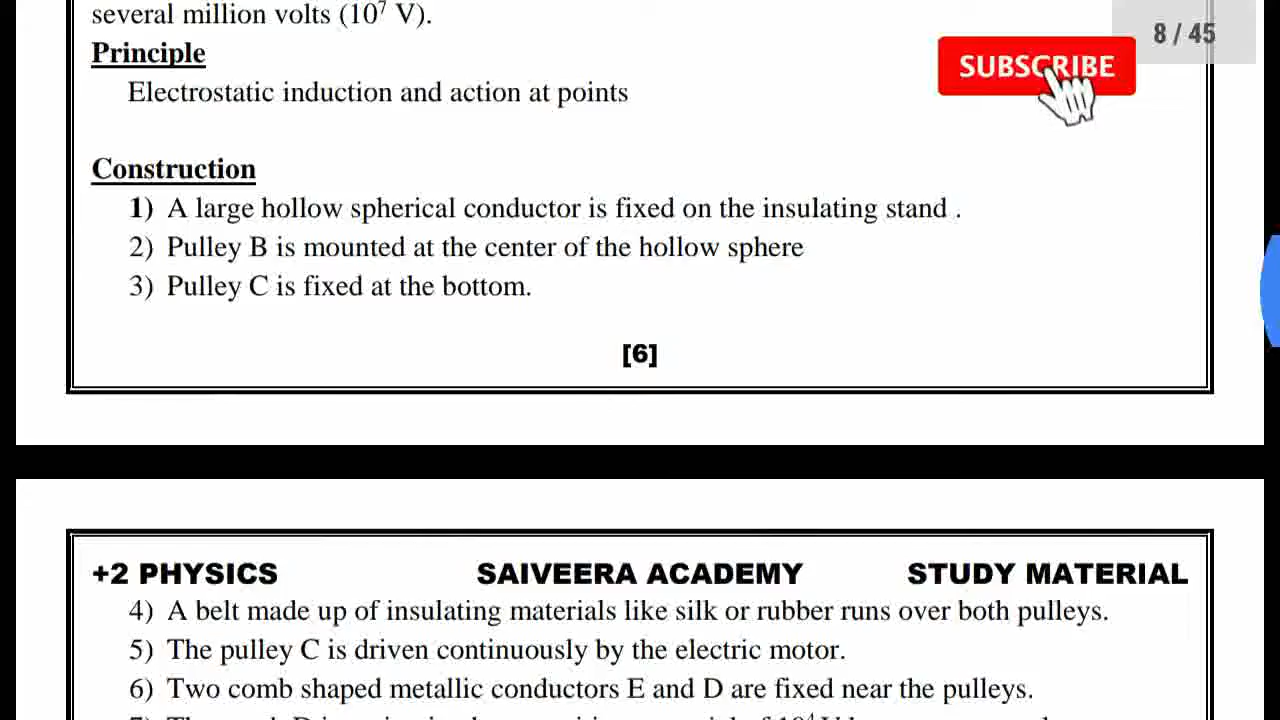 several million volts (10⁷ V).
8 / 45
Principle
SUBSCRIBE
Electrostatic induction and action at points
Construction
1) A large hollow spherical conductor is fixed on the insulating stand .
2) Pulley B is mounted at the center of the hollow sphere
3) Pulley C is fixed at the bottom.
[6]
+2 PHYSICS SAIVEERA ACADEMY STUDY MATERIAL
4) A belt made up of insulating materials like silk or rubber runs over both pulleys.
5) The pulley C is driven continuously by the electric motor.
6) Two comb shaped metallic conductors E and D are fixed near the pulleys.